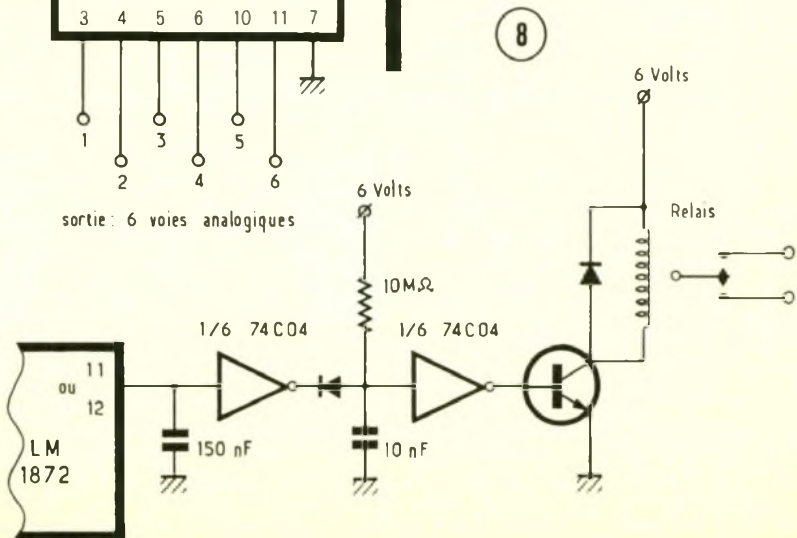 3 4 5 6 10 11 7
1 2 3 4 5 6
sortie: 6 voies analogiques
8
6 Volts
Relais
6 Volts
10MΩ
1/6 74C04
1/6 74C04
11
ou
12
LM
1872
150 nF
10 nF